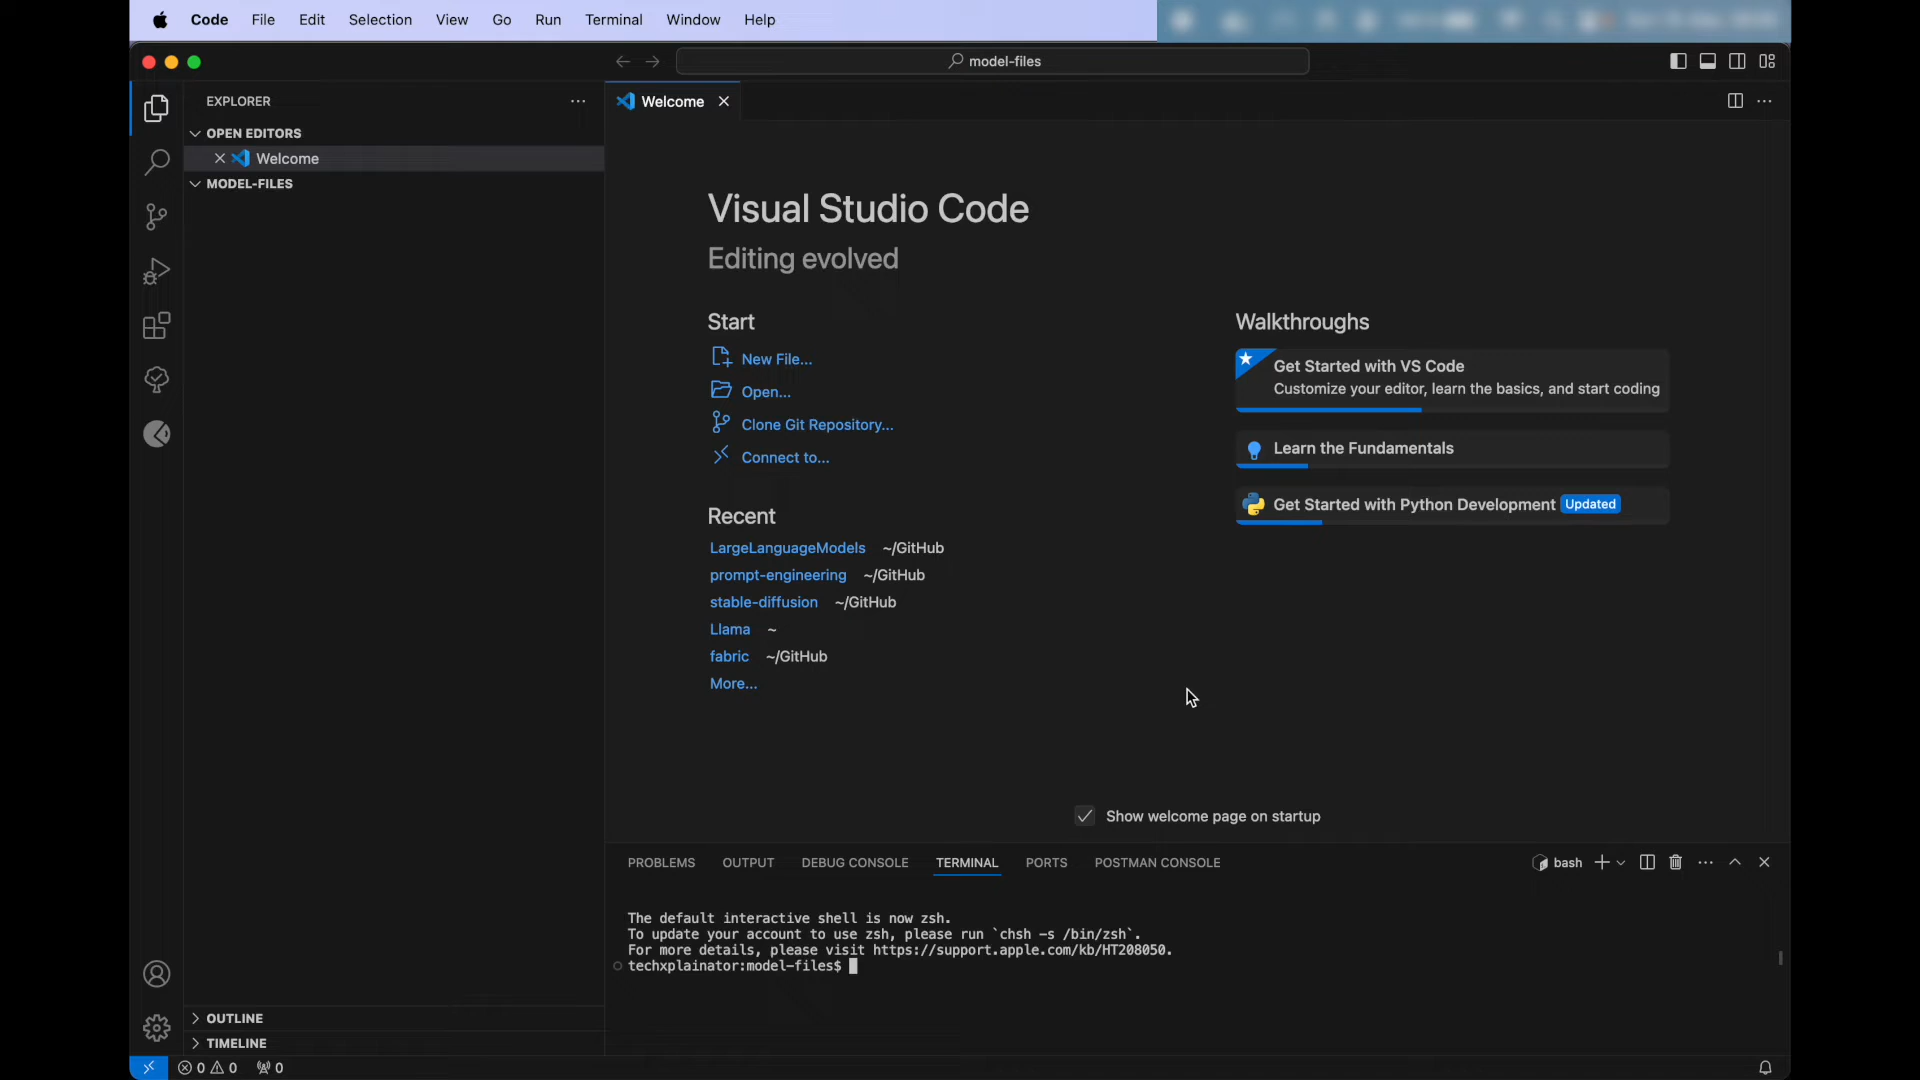 Code File Edit Selection View Go Run Terminal Window Help
model-files
EXPLORER
OPEN EDITORS
Welcome
MODEL-FILES
OUTLINE
TIMELINE
Welcome
Visual Studio Code
Editing evolved
Start
New File...
Open...
Clone Git Repository...
Connect to...
Recent
LargeLanguageModels ~/GitHub
prompt-engineering ~/GitHub
stable-diffusion ~/GitHub
Llama ~
fabric ~/GitHub
More...
Walkthroughs
Get Started with VS Code
Customize your editor, learn the basics, and start coding
Learn the Fundamentals
Get Started with Python Development Updated
Show welcome page on startup
PROBLEMS OUTPUT DEBUG CONSOLE TERMINAL PORTS POSTMAN CONSOLE
bash
The default interactive shell is now zsh.
To update your account to use zsh, please run `chsh -s /bin/zsh`.
For more details, please visit https://support.apple.com/kb/HT208050.
techxplainator:model-files$
0 0 0